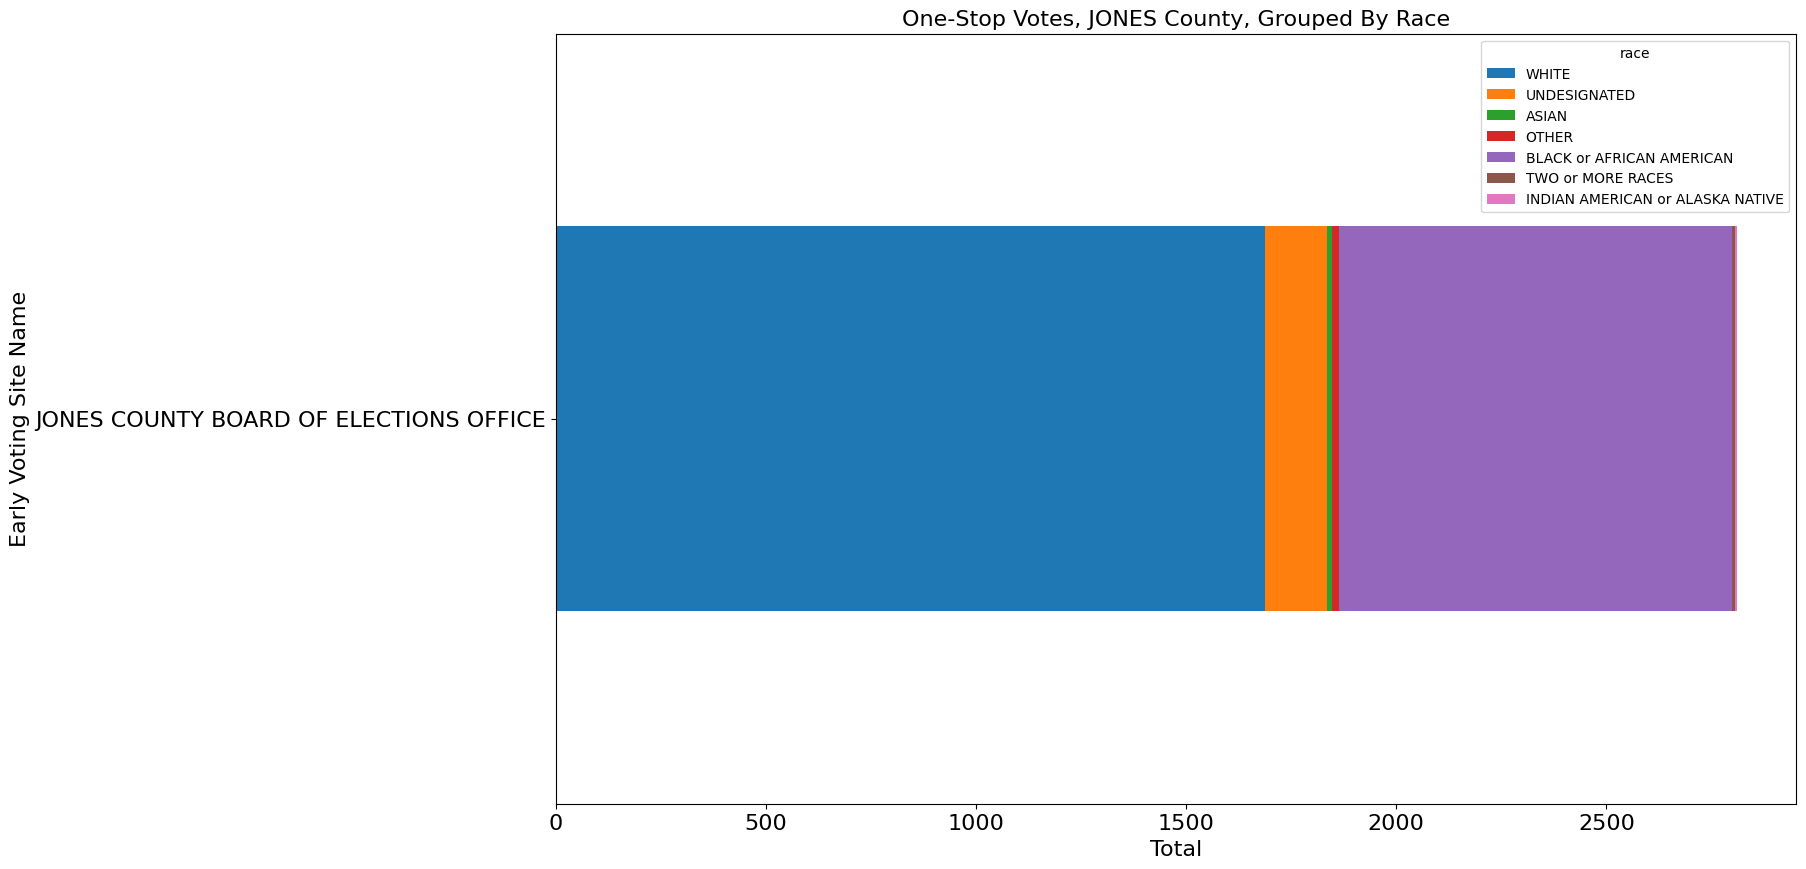 One-Stop Votes, JONES County, Grouped By Race
race
WHITE
UNDESIGNATED
ASIAN
OTHER
BLACK or AFRICAN AMERICAN
TWO or MORE RACES
INDIAN AMERICAN or ALASKA NATIVE
Early Voting Site Name
JONES COUNTY BOARD OF ELECTIONS OFFICE
0 500 1000 1500 2000 2500
Total